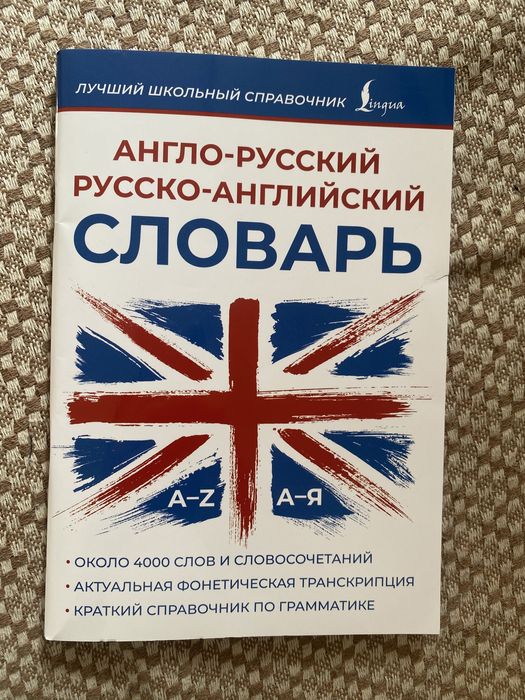 ЛУЧШИЙ ШКОЛЬНЫЙ СПРАВОЧНИК Lingua
АНГЛО-РУССКИЙ
РУССКО-АНГЛИЙСКИЙ
СЛОВАРЬ
A–Z А–Я
• ОКОЛО 4000 СЛОВ И СЛОВОСОЧЕТАНИЙ
• АКТУАЛЬНАЯ ФОНЕТИЧЕСКАЯ ТРАНСКРИПЦИЯ
• КРАТКИЙ СПРАВОЧНИК ПО ГРАММАТИКЕ